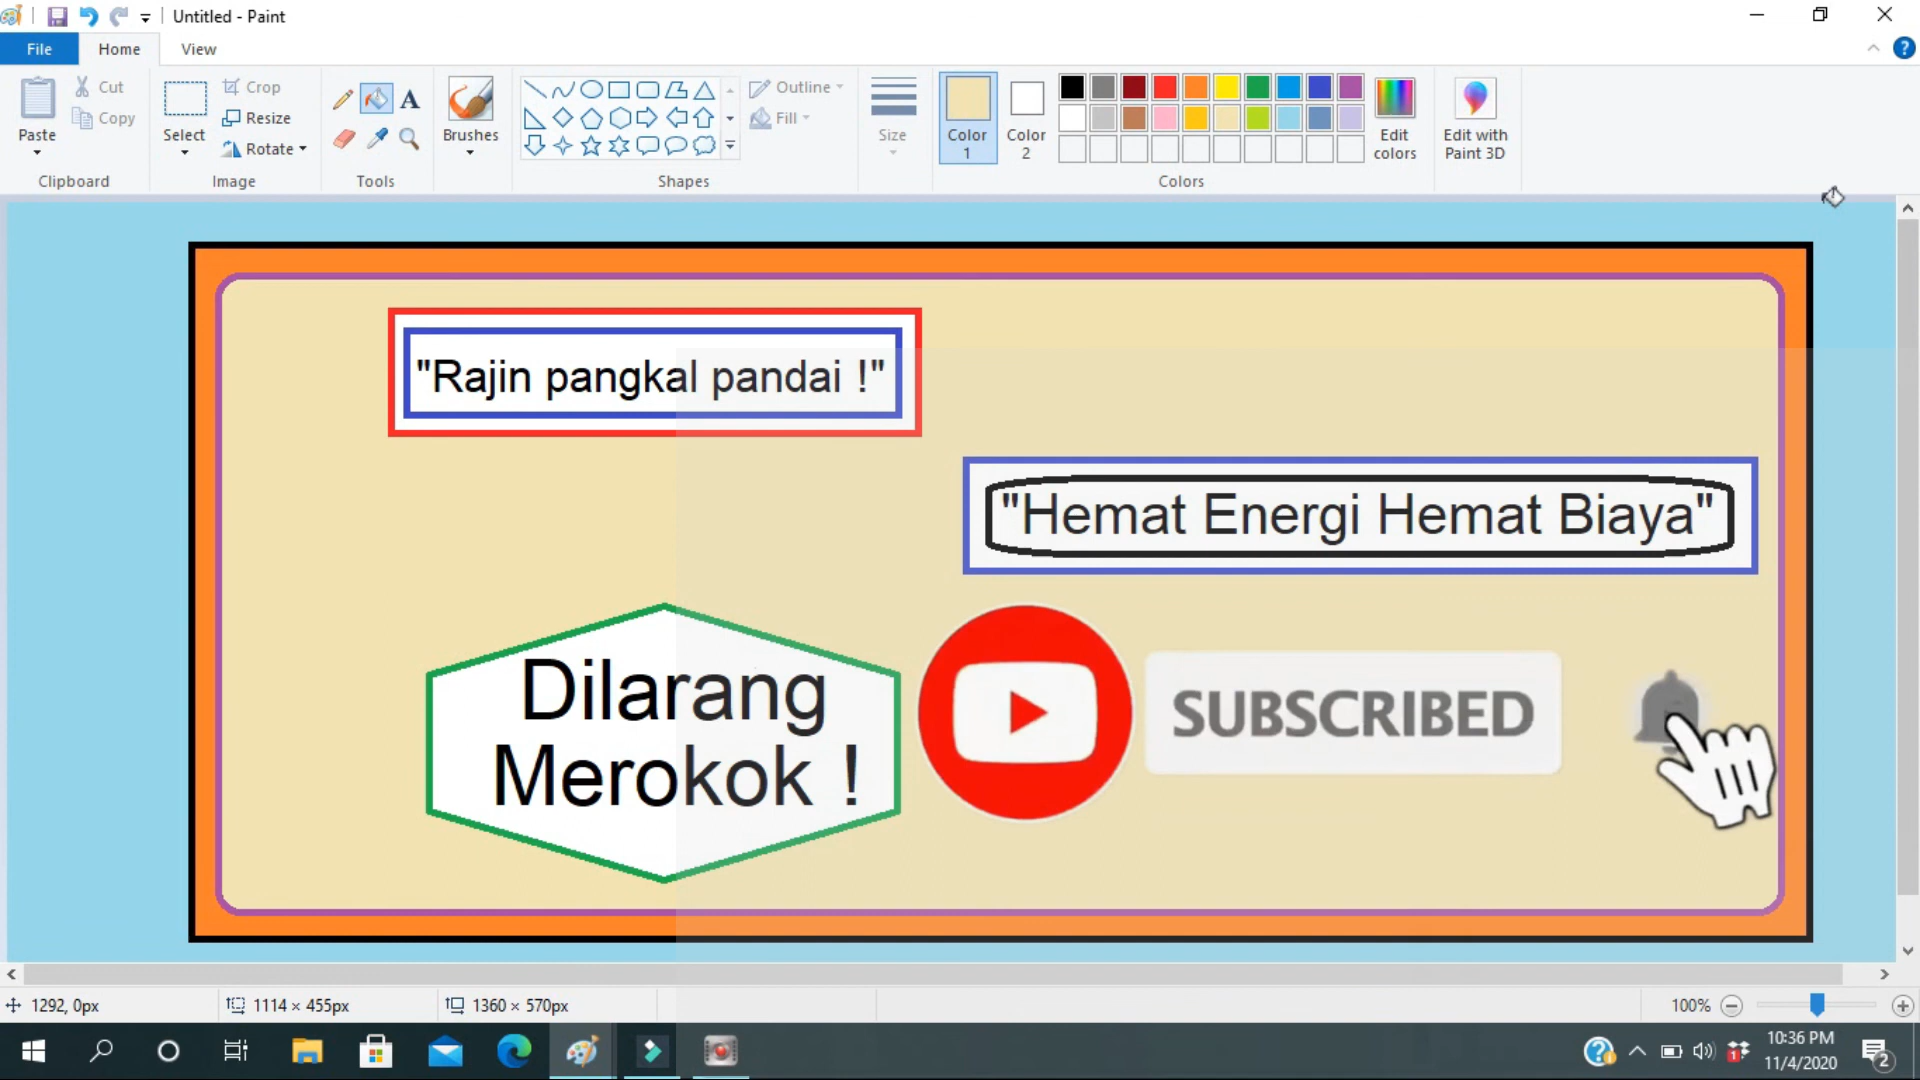 Untitled - Paint
File Home View
Paste
Cut
Copy
Clipboard
Select
Crop
Resize
Rotate
Image
A
Tools
Brushes
Shapes
Outline
Fill
Size
Color 1
Color 2
Edit colors
Colors
Edit with Paint 3D
"Rajin pangkal pandai !"
"Hemat Energi Hemat Biaya"
Dilarang
Merokok !
SUBSCRIBED
1292, 0px
1114 × 455px
1360 × 570px
100%
10:36 PM
11/4/2020
1
2